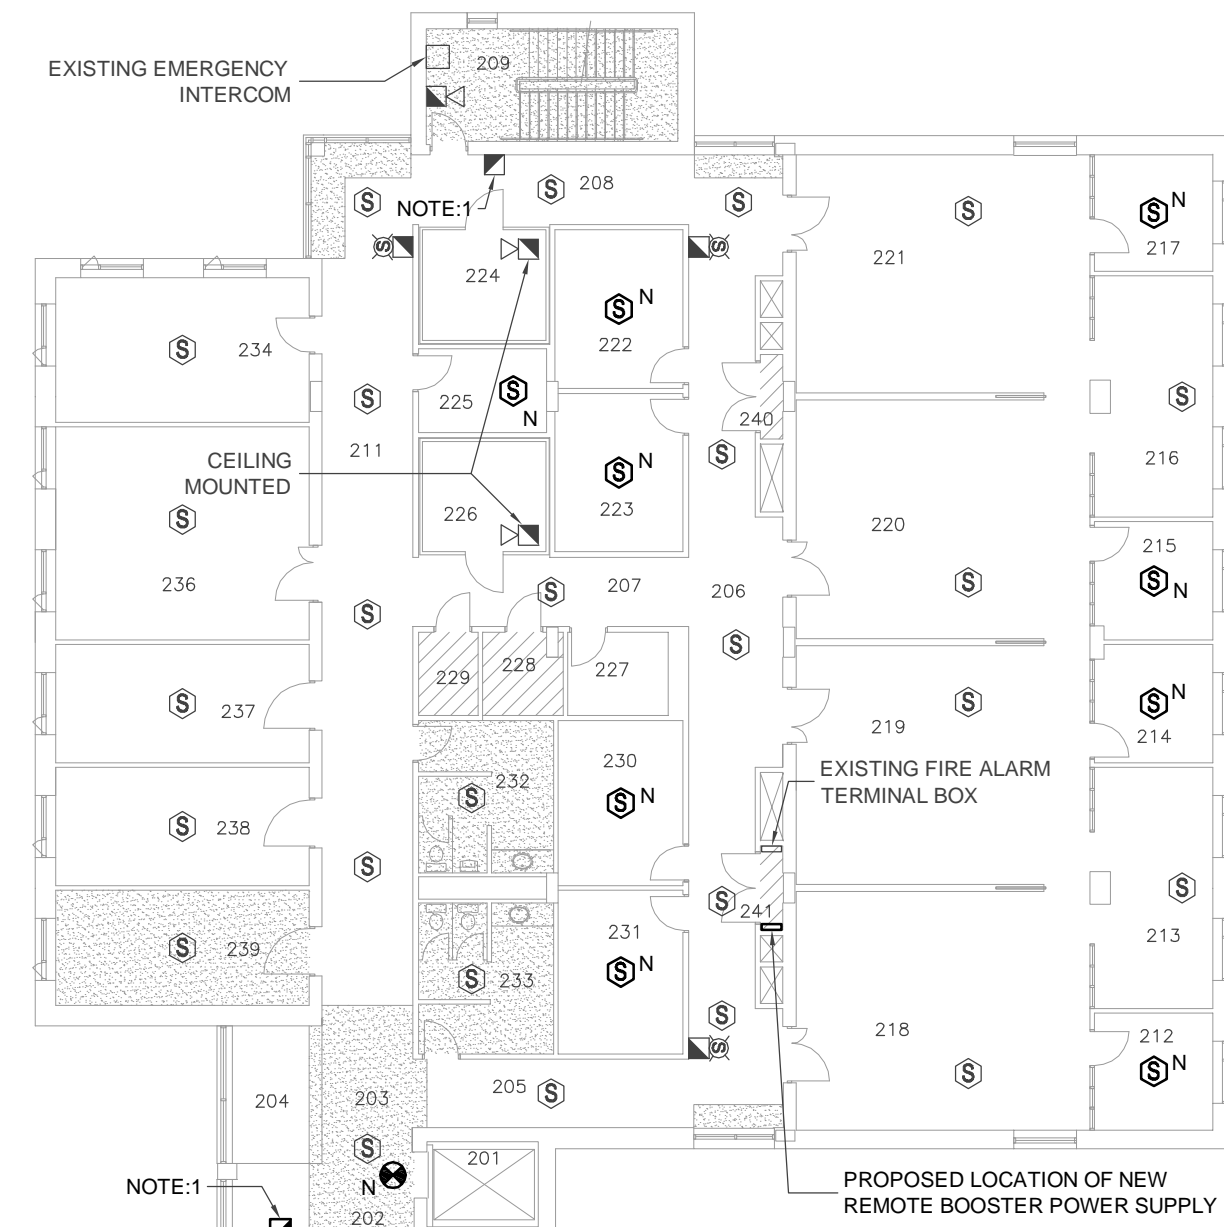 EXISTING EMERGENCY
INTERCOM
209
NOTE:1
208
S
S
S
S
S
N
217
S
S
224
221
S
N
222
S
234
S
225
S
N
240
S
211
S
216
CEILING
MOUNTED
S
N
223
S
226
220
215
S
N
S
236
S
207
206
S
S
S
229
228
227
S
237
S
219
S
N
214
232
S
230
S
N
EXISTING FIRE ALARM
TERMINAL BOX
S
238
S
S
241
S
213
S
239
S
233
231
S
N
S
S
218
S
212
S
N
204
203
205
S
S
N
201
202
NOTE:1
PROPOSED LOCATION OF NEW
REMOTE BOOSTER POWER SUPPLY